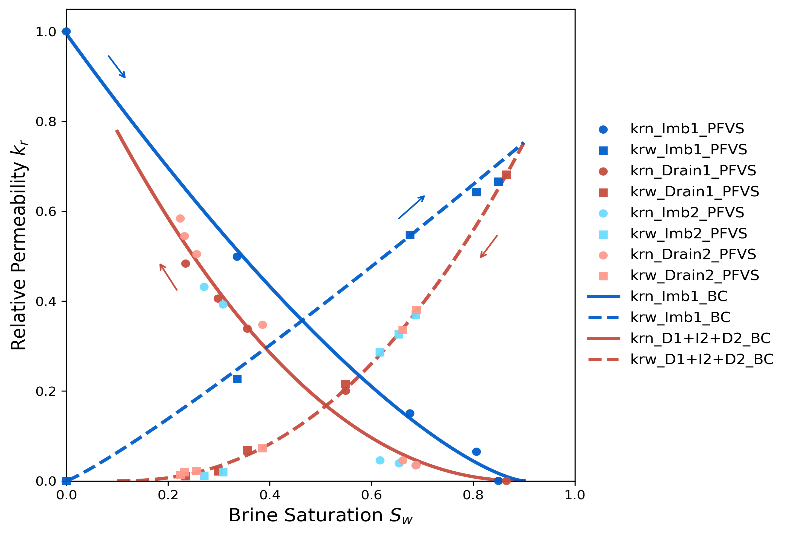 1.0
0.8
0.6
0.4
0.2
0.0
0.0 0.2 0.4 0.6 0.8 1.0
Relative Permeability k_r
Brine Saturation S_w
krn_Imb1_PFVS
krw_Imb1_PFVS
krn_Drain1_PFVS
krw_Drain1_PFVS
krn_Imb2_PFVS
krw_Imb2_PFVS
krn_Drain2_PFVS
krw_Drain2_PFVS
krn_Imb1_BC
krw_Imb1_BC
krn_D1+I2+D2_BC
krw_D1+I2+D2_BC